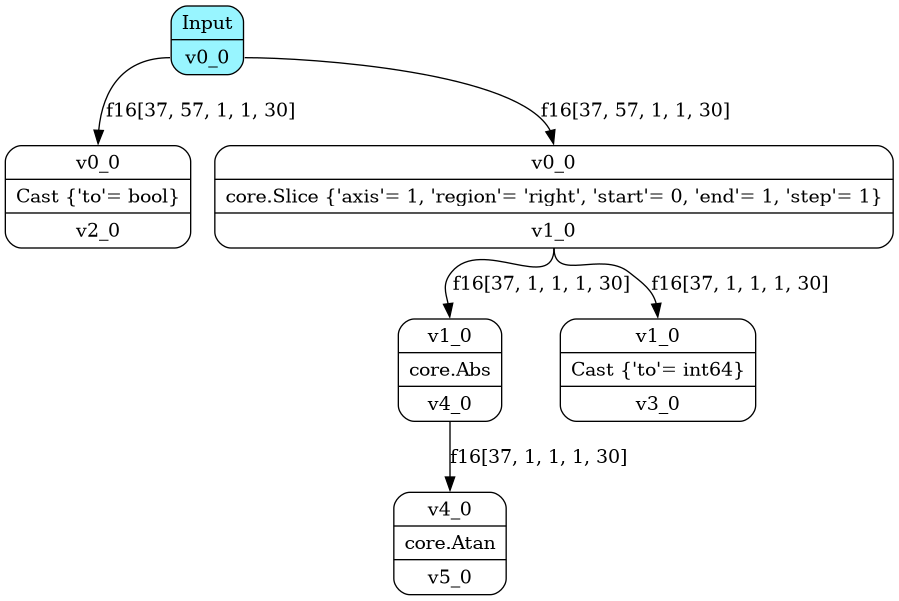 Input
v0_0
f16[37, 57, 1, 1, 30]
f16[37, 57, 1, 1, 30]
v0_0
Cast {'to'= bool}
v2_0
v0_0
core.Slice {'axis'= 1, 'region'= 'right', 'start'= 0, 'end'= 1, 'step'= 1}
v1_0
f16[37, 1, 1, 1, 30]
f16[37, 1, 1, 1, 30]
v1_0
core.Abs
v4_0
v1_0
Cast {'to'= int64}
v3_0
f16[37, 1, 1, 1, 30]
v4_0
core.Atan
v5_0